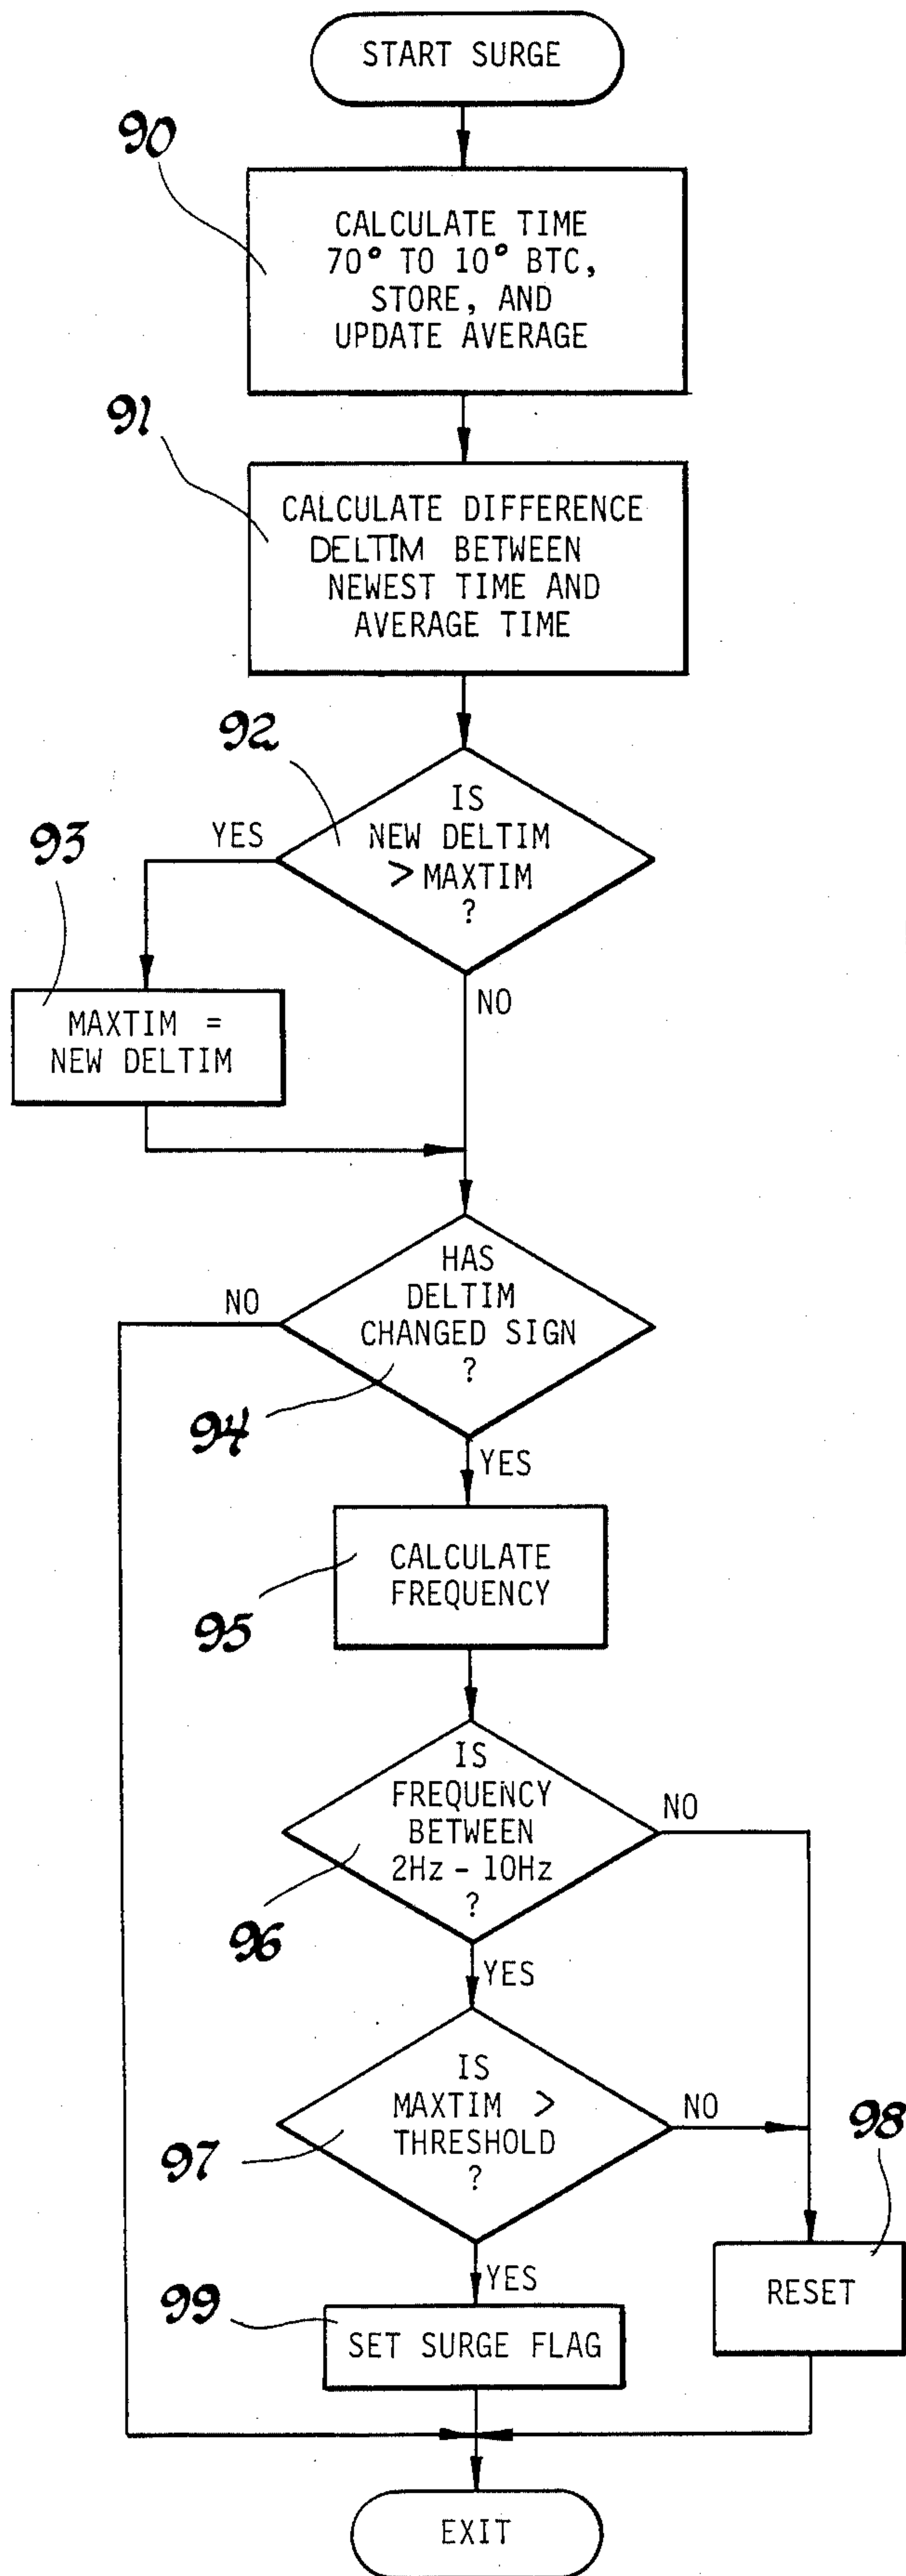 START SURGE
90
CALCULATE TIME
70° TO 10° BTC,
STORE, AND
UPDATE AVERAGE
91
CALCULATE DIFFERENCE
DELTIM BETWEEN
NEWEST TIME AND
AVERAGE TIME
92
IS
NEW DELTIM
> MAXTIM
?
YES
NO
93
MAXTIM =
NEW DELTIM
HAS
DELTIM
CHANGED SIGN
?
NO
94
YES
CALCULATE
FREQUENCY
95
IS
FREQUENCY
BETWEEN
2Hz - 10Hz
?
NO
96
YES
IS
MAXTIM >
THRESHOLD
?
NO
97
98
YES
RESET
99
SET SURGE FLAG
EXIT